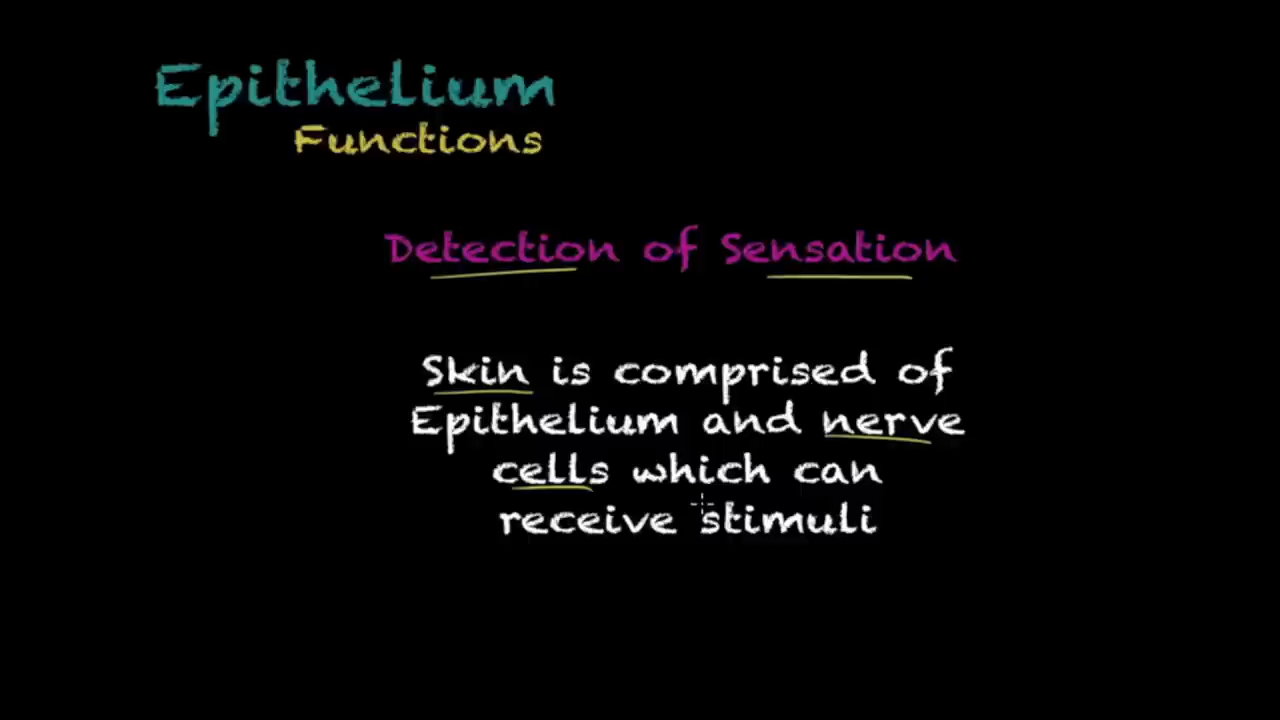 Epithelium
Functions
Detection of Sensation
Skin is comprised of
Epithelium and nerve
cells which can
receive stimuli